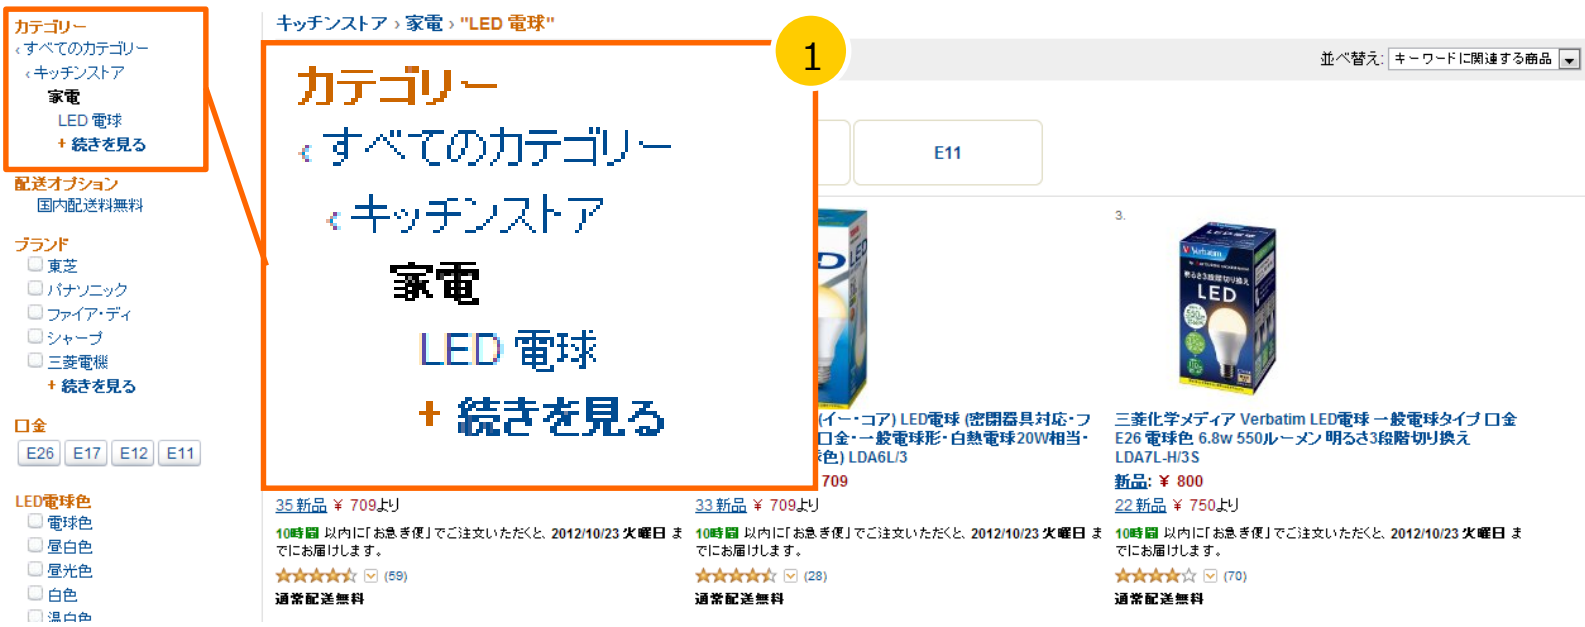 カテゴリー
‹すべてのカテゴリー
‹キッチンストア
家電
LED 電球
+ 続きを見る
配送オプション
国内配送料無料
ブランド
東芝
パナソニック
ファイア・ディ
シャープ
三菱電機
+ 続きを見る
口金
E26 E17 E12 E11
LED電球色
電球色
昼白色
昼光色
白色
温白色
キッチンストア › 家電 › "LED 電球"
並べ替え: キーワードに関連する商品
1
カテゴリー
‹すべてのカテゴリー
‹キッチンストア
家電
LED 電球
+ 続きを見る
E11
LED
35 新品 ¥ 709より
10時間 以内に「お急ぎ便」でご注文いただくと、2012/10/23 火曜日 ま
でにお届けします。
(59)
通常配送無料
(イー・コア) LED電球 (密閉器具対応・フ
口金・一般電球形・白熱電球20W相当・
色) LDA6L/3
709
33 新品 ¥ 709より
10時間 以内に「お急ぎ便」でご注文いただくと、2012/10/23 火曜日 ま
でにお届けします。
(28)
通常配送無料
3.
LED電球
Verbatim
明るさ3段階切り換え
LED
三菱化学メディア Verbatim LED電球 一般電球タイプ 口金
E26 電球色 6.8w 550ルーメン 明るさ3段階切り換え
LDA7L-H/3S
新品: ¥ 800
22 新品 ¥ 750より
10時間 以内に「お急ぎ便」でご注文いただくと、2012/10/23 火曜日 ま
でにお届けします。
(70)
通常配送無料